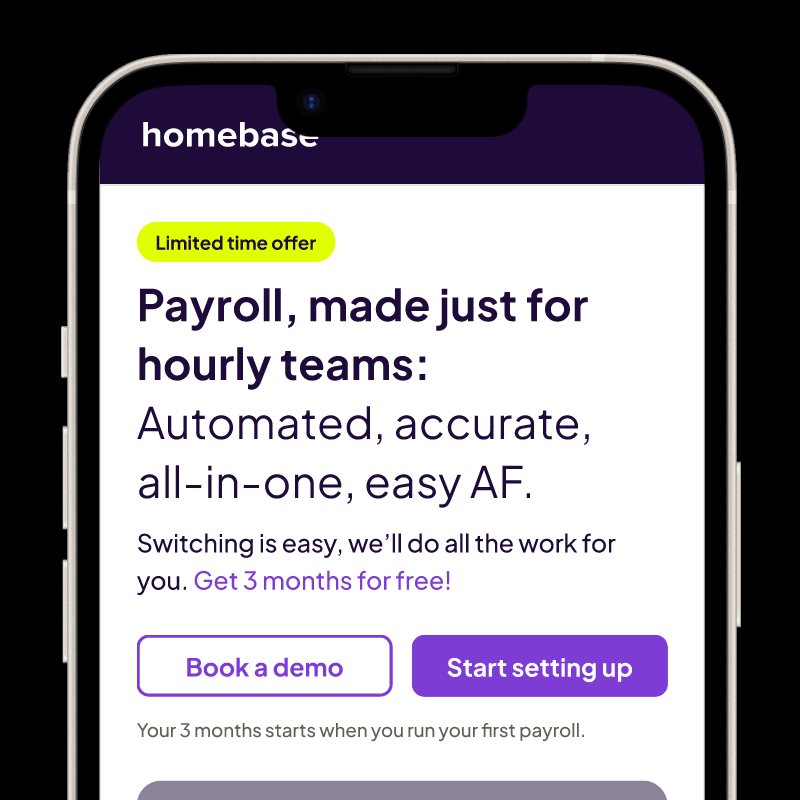 homebase
Limited time offer
Payroll, made just for
hourly teams:
Automated, accurate,
all-in-one, easy AF.
Switching is easy, we’ll do all the work for
you. Get 3 months for free!
Book a demo
Start setting up
Your 3 months starts when you run your first payroll.